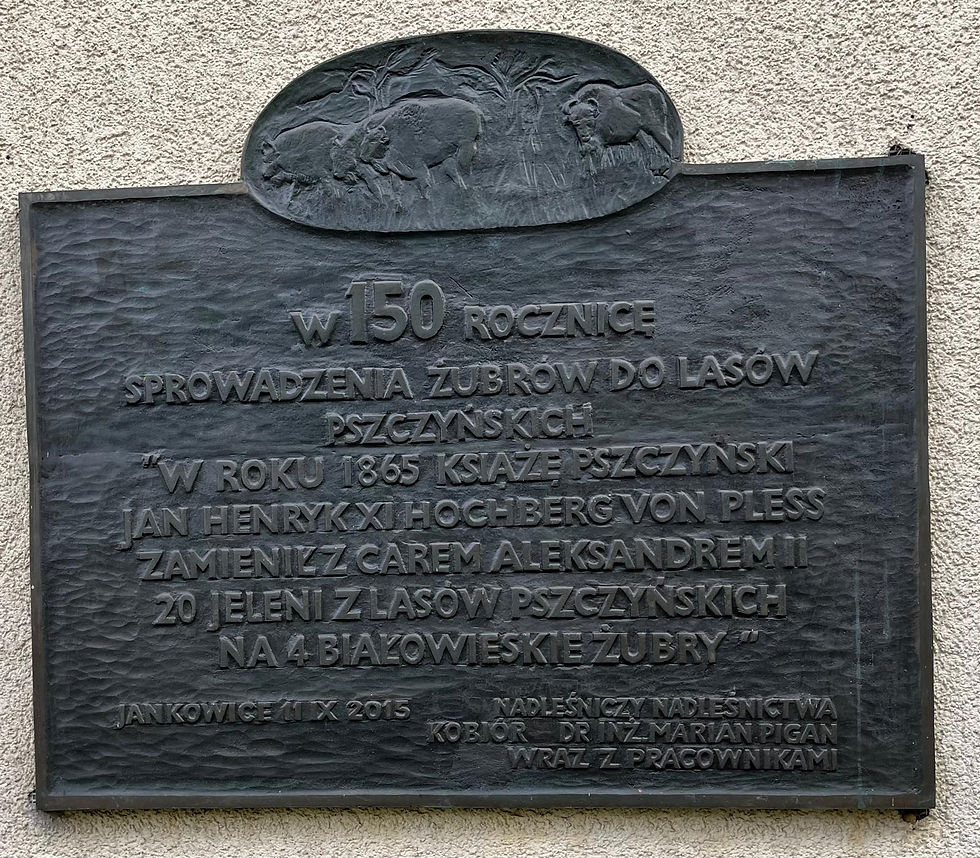 W 150 ROCZNICĘ
SPROWADZENIA ŻUBRÓW DO LASÓW
PSZCZYŃSKICH
"W ROKU 1865 KSIĄŻĘ PSZCZYŃSKI
JAN HENRYK XI HOCHBERG VON PLESS
ZAMIENIŁ Z CAREM ALEKSANDREM II
20 JELENI Z LASÓW PSZCZYŃSKICH
NA 4 BIAŁOWIESKIE ŻUBRY"
JANKOWICE 11 X 2015
NADLEŚNICZY NADLEŚNICTWA
KOBIÓR DR INŻ. MARIAN PIGAN
WRAZ Z PRACOWNIKAMI